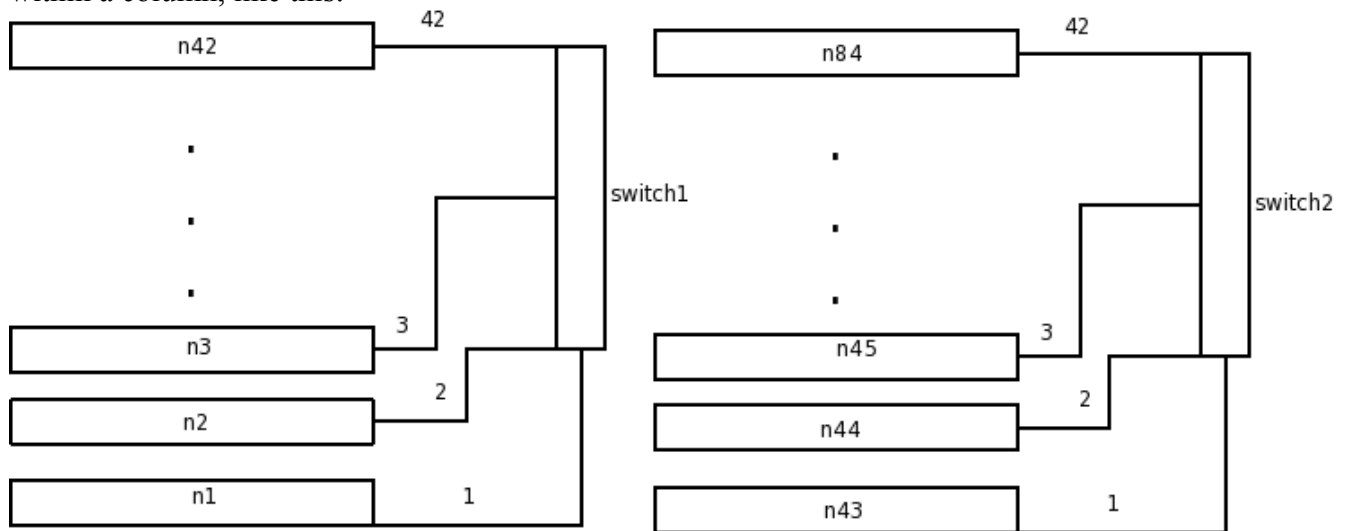 within a column, like this:
42
n42
switch1
3
n3
2
n2
n1
1
42
n84
switch2
3
n45
2
n44
1
n43